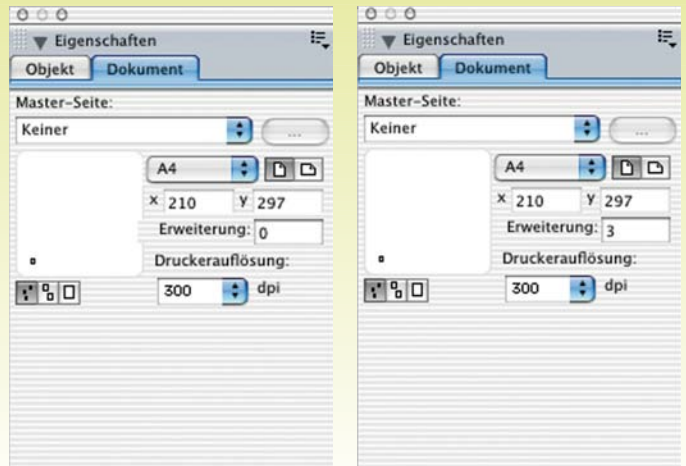 Eigenschaften
Objekt Dokument
Master-Seite:
Keiner
...
A4
x 210 y 297
Erweiterung: 0
Druckerauflösung:
300 dpi
Eigenschaften
Objekt Dokument
Master-Seite:
Keiner
...
A4
x 210 y 297
Erweiterung: 3
Druckerauflösung:
300 dpi